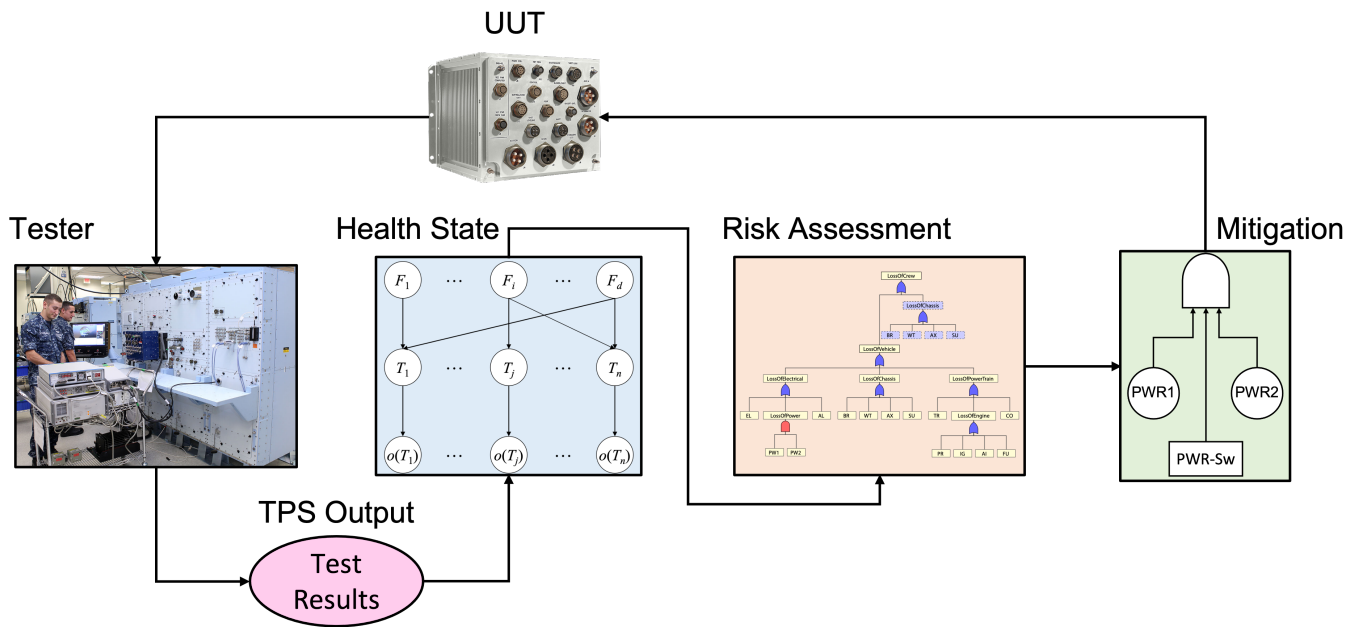 UUT
Tester
Health State
Risk Assessment
Mitigation
F1 ... Fi ... Fd
T1 ... Tj ... Tn
o(T1) ... o(Tj) ... o(Tn)
LossOfCrew
LossOfChassis
BR WT AX SU
LossOfVehicle
LossOfElectrical LossOfChassis LossOfPowerTrain
EL LossOfPower AL BR WT AX SU TR LossOfEngine CO
PW1 PW2 PR IG AI FU
PWR1 PWR2
PWR-Sw
TPS Output
Test
Results